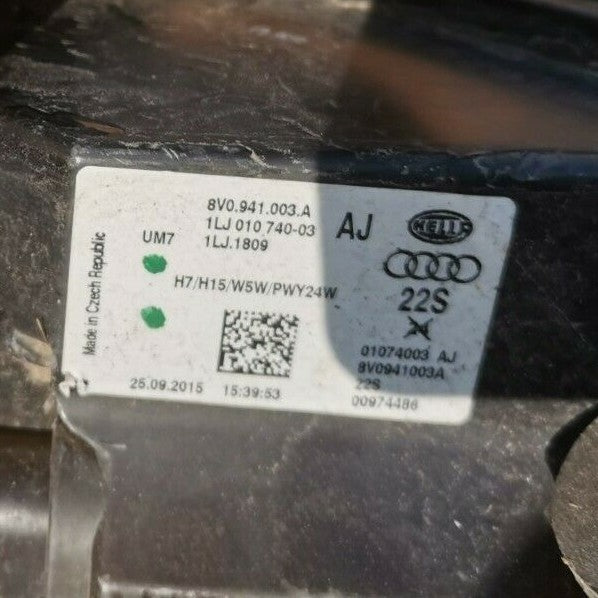 Made in Czech Republic
UM7
8V0.941.003.A
1LJ 010 740-03
1LJ.1809
AJ
HELLA
H7/H15/W5W/PWY24W
22S
25.09.2015 15:39:53
01074003 AJ
8V0941003A
22S
00974486